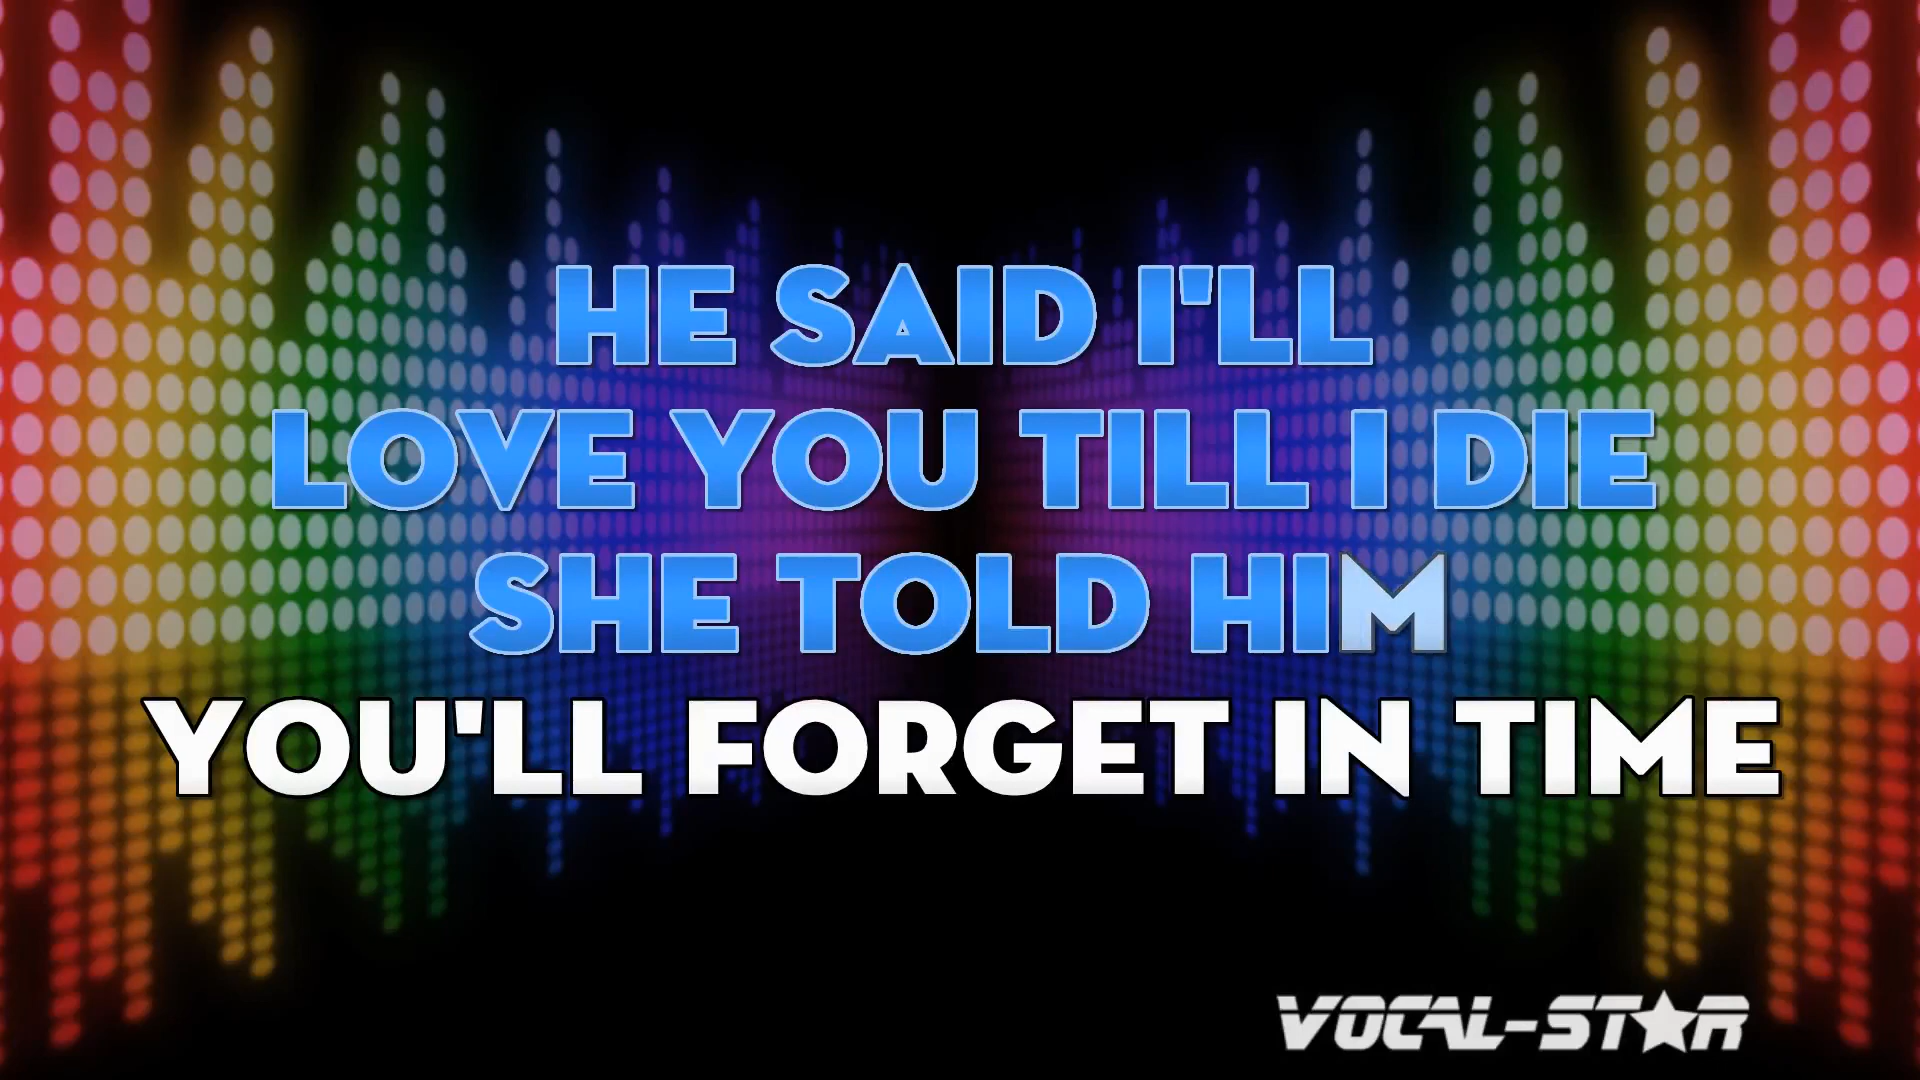 HE SAID I'LL
LOVE YOU TILL I DIE
SHE TOLD HIM
YOU'LL FORGET IN TIME
VOCAL-STAR